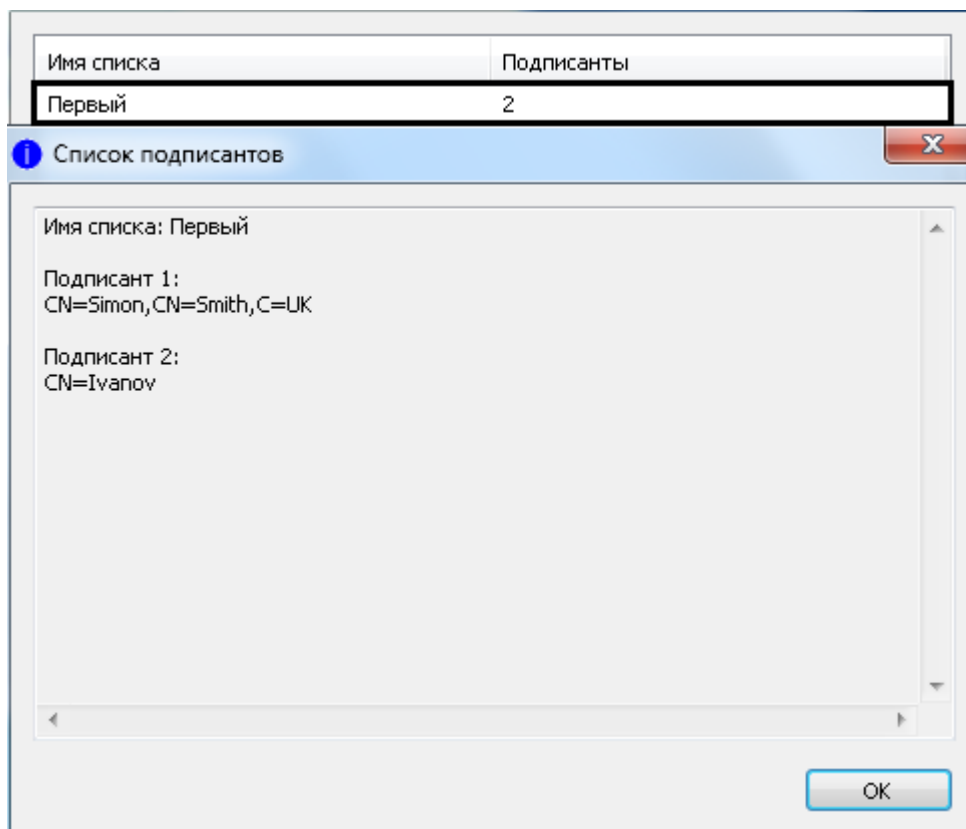 Имя списка Подписанты
Первый 2
Список подписантов
Имя списка: Первый
Подписант 1:
CN=Simon,CN=Smith,C=UK
Подписант 2:
CN=Ivanov
OK